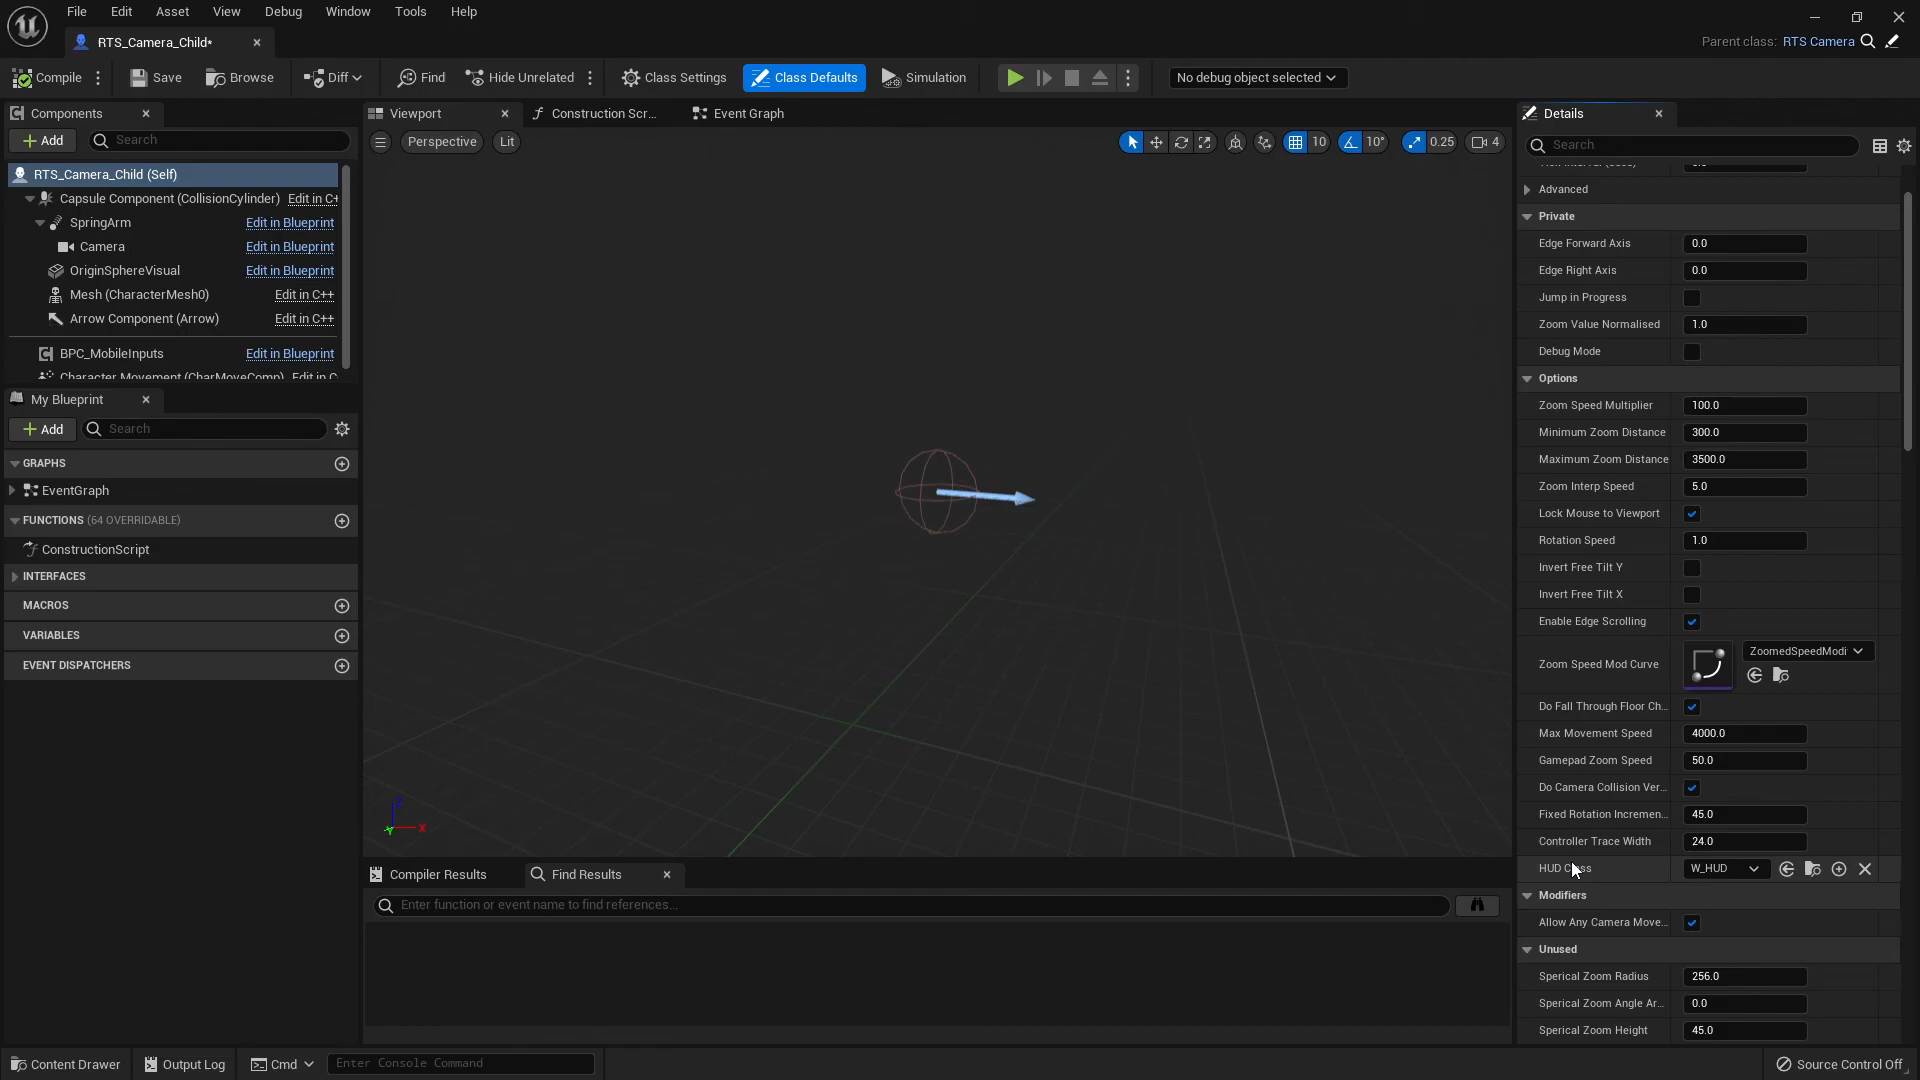 File Edit Asset View Debug Window Tools Help
RTS_Camera_Child*
Parent class: RTS Camera
Compile Save Browse Diff Find Hide Unrelated Class Settings Class Defaults Simulation No debug object selected
Components
Add Search
RTS_Camera_Child (Self)
Capsule Component (CollisionCylinder) Edit in C+
SpringArm Edit in Blueprint
Camera Edit in Blueprint
OriginSphereVisual Edit in Blueprint
Mesh (CharacterMesh0) Edit in C++
Arrow Component (Arrow) Edit in C++
BPC_MobileInputs Edit in Blueprint
Character Movement (CharMoveComp) Edit in C
My Blueprint
Add Search
GRAPHS
EventGraph
FUNCTIONS (64 OVERRIDABLE)
ConstructionScript
INTERFACES
MACROS
VARIABLES
EVENT DISPATCHERS
Viewport Construction Scr... Event Graph
Perspective Lit 10 10° 0.25 4
Z
X
Y
Compiler Results Find Results
Enter function or event name to find references...
Details
Search
Advanced
Private
Edge Forward Axis 0.0
Edge Right Axis 0.0
Jump in Progress
Zoom Value Normalised 1.0
Debug Mode
Options
Zoom Speed Multiplier 100.0
Minimum Zoom Distance 300.0
Maximum Zoom Distance 3500.0
Zoom Interp Speed 5.0
Lock Mouse to Viewport
Rotation Speed 1.0
Invert Free Tilt Y
Invert Free Tilt X
Enable Edge Scrolling
Zoom Speed Mod Curve ZoomedSpeedModi
Do Fall Through Floor Ch...
Max Movement Speed 4000.0
Gamepad Zoom Speed 50.0
Do Camera Collision Ver...
Fixed Rotation Incremen... 45.0
Controller Trace Width 24.0
HUD W_HUD
Modifiers
Allow Any Camera Move...
Unused
Sperical Zoom Radius 256.0
Sperical Zoom Angle Ar... 0.0
Sperical Zoom Height 45.0
Content Drawer Output Log Cmd Enter Console Command Source Control Off